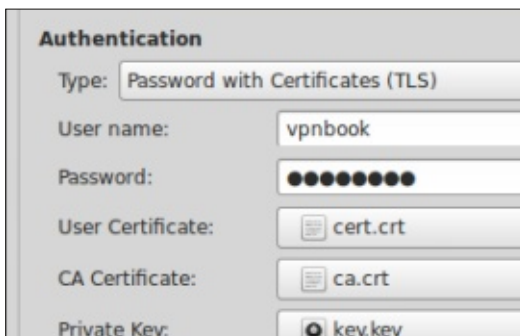 Authentication
Type: Password with Certificates (TLS)
User name: vpnbook
Password: ●●●●●●●●
User Certificate: cert.crt
CA Certificate: ca.crt
Private Key: key.key